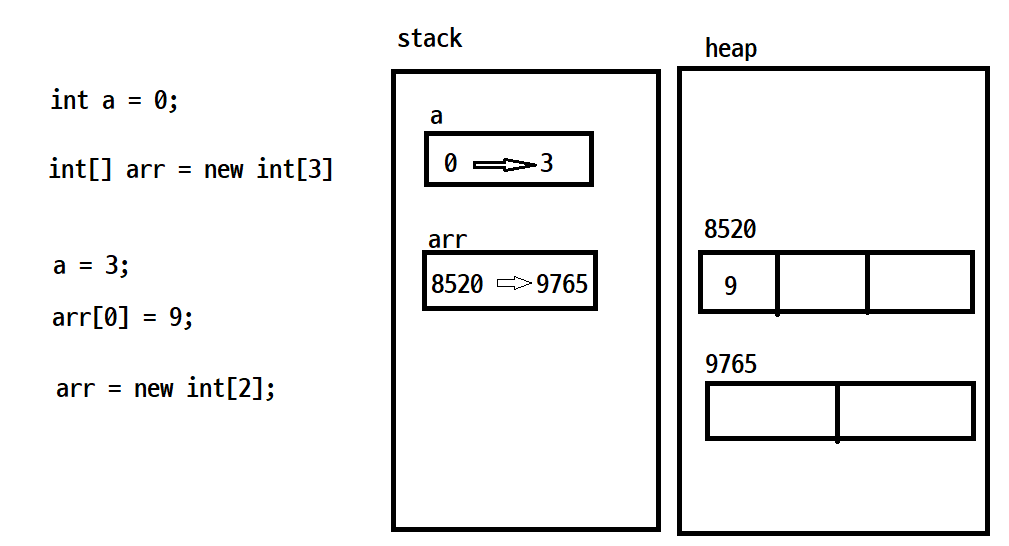 stack
heap
int a = 0;
int[] arr = new int[3]
a = 3;
arr[0] = 9;
arr = new int[2];
a
0 3
arr
8520 9765
8520
9
9765